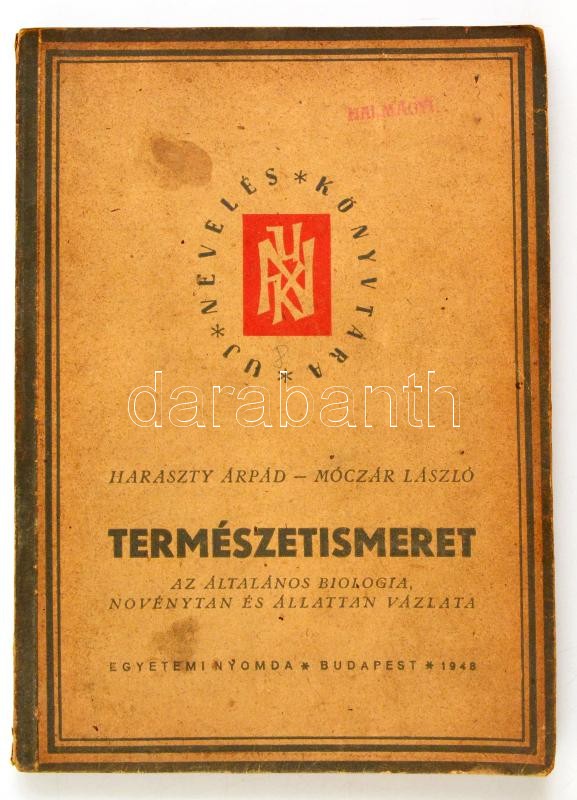 HALMÁGYI
UJ * NEVELÉS * KÖNYVTÁRA *
UNK
darabanth
HARASZTY ÁRPÁD — MÓCZÁR LÁSZLÓ
TERMÉSZETISMERET
AZ ÁLTALÁNOS BIOLOGIA,
NÖVÉNYTAN ÉS ÁLLATTAN VÁZLATA
EGYETEMI NYOMDA * BUDAPEST * 1948